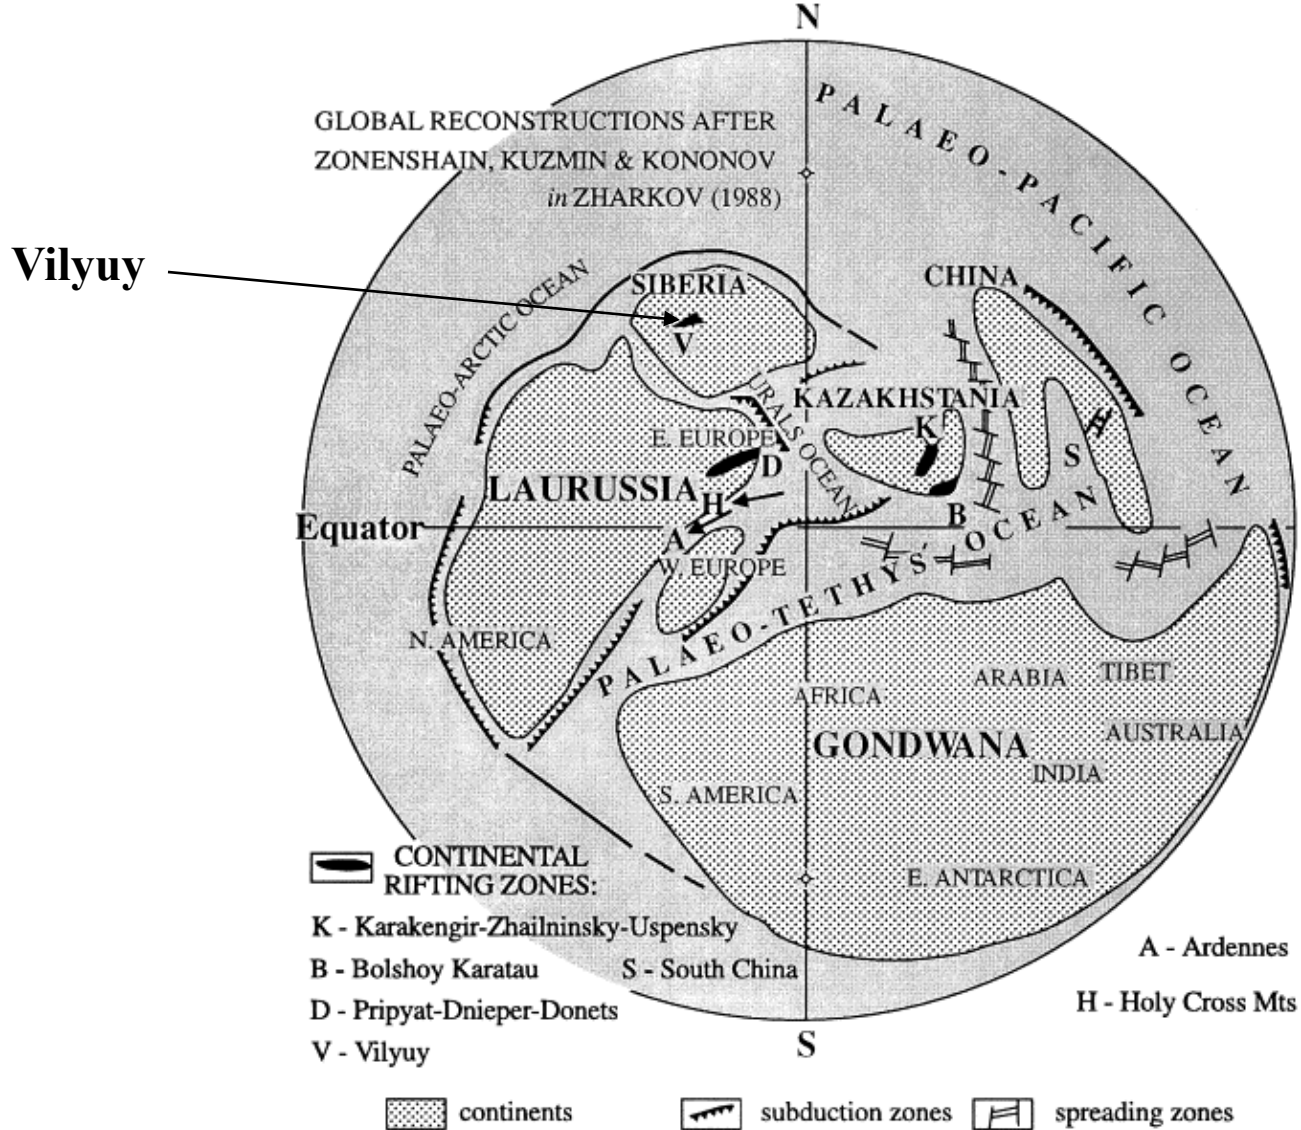 N
PALAEO-PACIFIC OCEAN
GLOBAL RECONSTRUCTIONS AFTER
ZONENSHAIN, KUZMIN & KONONOV
in ZHARKOV (1988)
Vilyuy
PALAEO-ARCTIC OCEAN
SIBERIA
V
CHINA
URALS OCEAN
KAZAKHSTANIA
K
E. EUROPE
D
S
LAURUSSIA
H
B
Equator
A
W. EUROPE
PALAEO-TETHYS OCEAN
N. AMERICA
AFRICA
ARABIA
TIBET
GONDWANA
AUSTRALIA
INDIA
S. AMERICA
E. ANTARCTICA
CONTINENTAL
RIFTING ZONES:
K - Karakengir-Zhailninsky-Uspensky
B - Bolshoy Karatau
S - South China
D - Pripyat-Dnieper-Donets
V - Vilyuy
A - Ardennes
H - Holy Cross Mts
S
continents
subduction zones
spreading zones